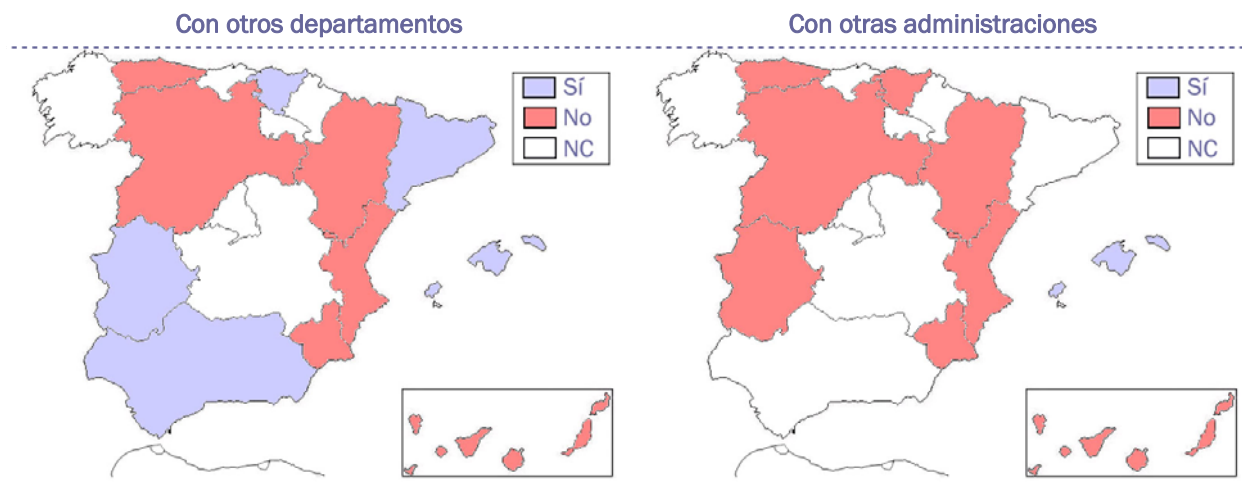 Con otros departamentos
Sí
No
NC
Con otras administraciones
Sí
No
NC